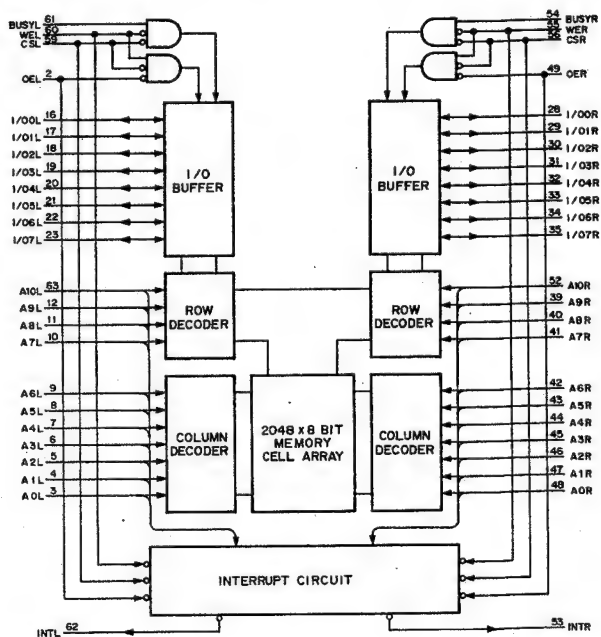 BUSYL 61
WEL 60
CSL 59
OEL 2
54 BUSYR
55 WER
56 CSR
49 OER
I/O0L 16
I/O1L 17
I/O2L 18
I/O3L 19
I/O4L 20
I/O5L 21
I/O6L 22
I/O7L 23
I/O
BUFFER
I/O
BUFFER
28 I/O0R
29 I/O1R
30 I/O2R
31 I/O3R
32 I/O4R
33 I/O5R
34 I/O6R
35 I/O7R
A10L 63
A9L 12
A8L 11
A7L 10
ROW
DECODER
ROW
DECODER
52 A10R
39 A9R
40 A8R
41 A7R
A6L 9
A5L 8
A4L 7
A3L 6
A2L 5
A1L 4
A0L 3
COLUMN
DECODER
2048 x 8 BIT
MEMORY
CELL ARRAY
COLUMN
DECODER
42 A6R
43 A5R
44 A4R
45 A3R
46 A2R
47 A1R
48 A0R
INTERRUPT CIRCUIT
INTL 62
53 INTR